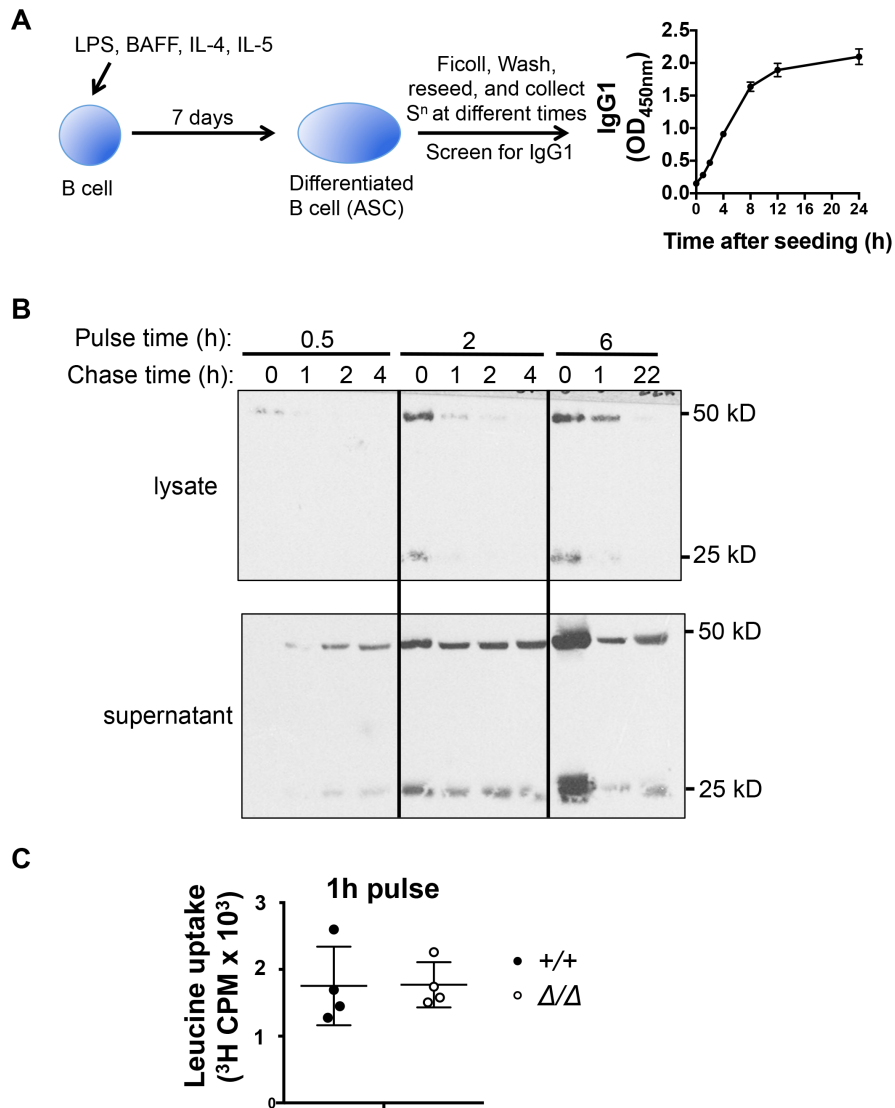 A
LPS, BAFF, IL-4, IL-5
7 days
B cell
Differentiated
B cell (ASC)
Ficoll, Wash,
reseed, and collect
Sⁿ at different times
Screen for IgG1
IgG1
(OD450nm)
2.5
2.0
1.5
1.0
0.5
0.0
0 4 8 12 16 20 24
Time after seeding (h)
B
Pulse time (h): 0.5 2 6
Chase time (h): 0 1 2 4 0 1 2 4 0 1 22
lysate
50 kD
25 kD
supernatant
50 kD
25 kD
C
1h pulse
Leucine uptake
(³H CPM x 10³)
3
2
1
0
+/+
Δ/Δ